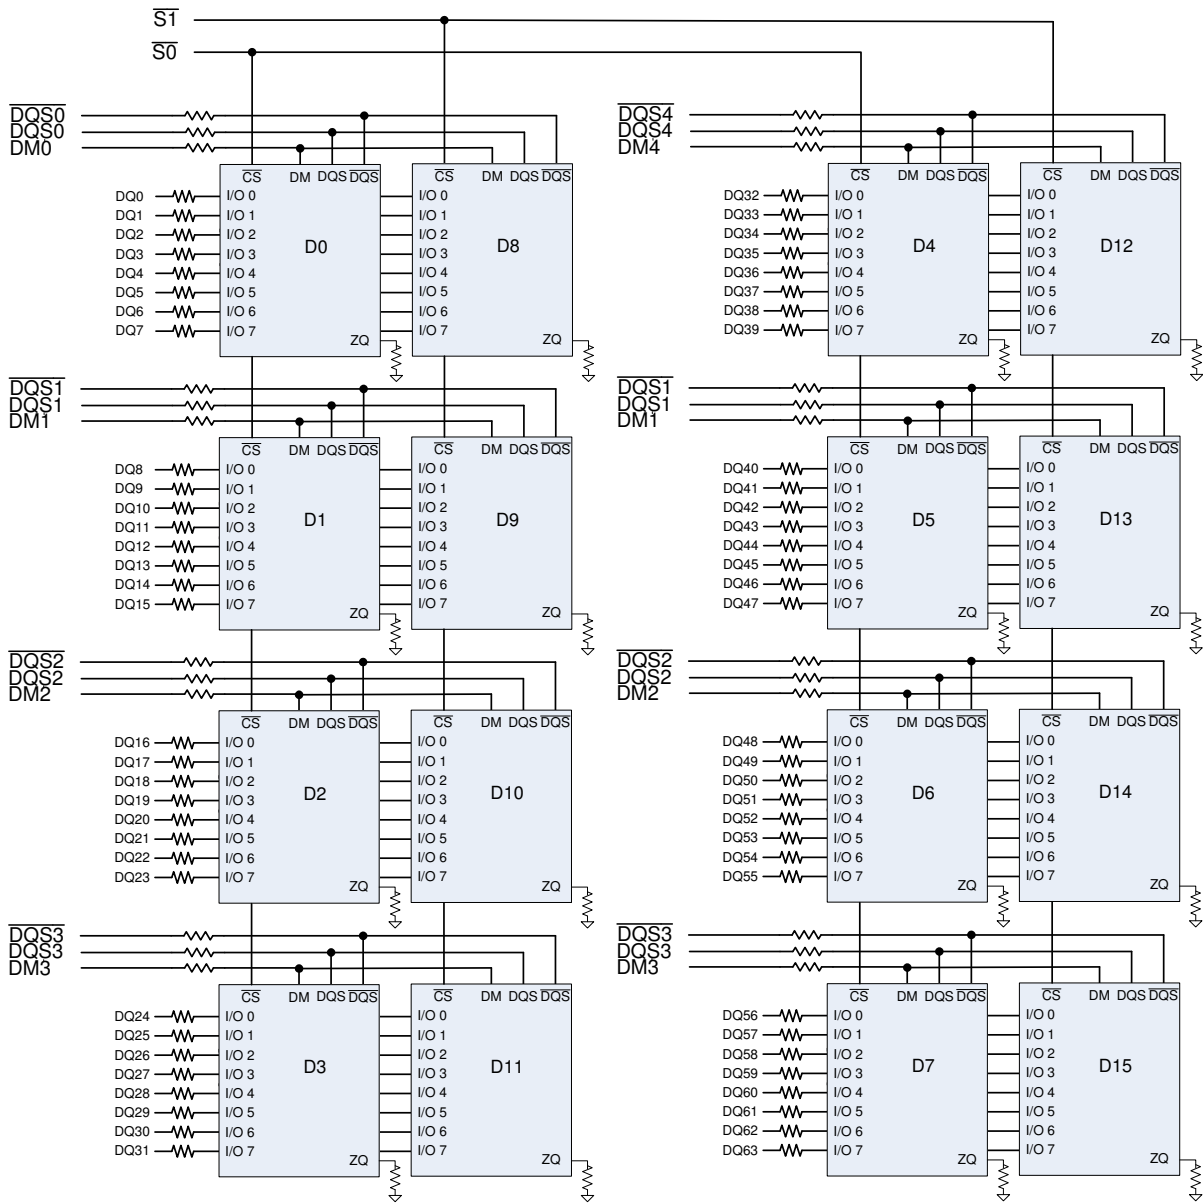 S1
S0
DQS0
DQS0
DM0
CS DM DQS DQS CS DM DQS DQS
DQ0 I/O 0 I/O 0
DQ1 I/O 1 I/O 1
DQ2 I/O 2 I/O 2
D0 D8
DQ3 I/O 3 I/O 3
DQ4 I/O 4 I/O 4
DQ5 I/O 5 I/O 5
DQ6 I/O 6 I/O 6
DQ7 I/O 7 I/O 7
ZQ ZQ
DQS1
DQS1
DM1
CS DM DQS DQS CS DM DQS DQS
DQ8 I/O 0 I/O 0
DQ9 I/O 1 I/O 1
DQ10 I/O 2 I/O 2
D1 D9
DQ11 I/O 3 I/O 3
DQ12 I/O 4 I/O 4
DQ13 I/O 5 I/O 5
DQ14 I/O 6 I/O 6
DQ15 I/O 7 I/O 7
ZQ ZQ
DQS2
DQS2
DM2
CS DM DQS DQS CS DM DQS DQS
DQ16 I/O 0 I/O 0
DQ17 I/O 1 I/O 1
DQ18 I/O 2 I/O 2
D2 D10
DQ19 I/O 3 I/O 3
DQ20 I/O 4 I/O 4
DQ21 I/O 5 I/O 5
DQ22 I/O 6 I/O 6
DQ23 I/O 7 I/O 7
ZQ ZQ
DQS3
DQS3
DM3
CS DM DQS DQS CS DM DQS DQS
DQ24 I/O 0 I/O 0
DQ25 I/O 1 I/O 1
DQ26 I/O 2 I/O 2
D3 D11
DQ27 I/O 3 I/O 3
DQ28 I/O 4 I/O 4
DQ29 I/O 5 I/O 5
DQ30 I/O 6 I/O 6
DQ31 I/O 7 I/O 7
ZQ ZQ
DQS4
DQS4
DM4
CS DM DQS DQS CS DM DQS DQS
DQ32 I/O 0 I/O 0
DQ33 I/O 1 I/O 1
DQ34 I/O 2 I/O 2
D4 D12
DQ35 I/O 3 I/O 3
DQ36 I/O 4 I/O 4
DQ37 I/O 5 I/O 5
DQ38 I/O 6 I/O 6
DQ39 I/O 7 I/O 7
ZQ ZQ
DQS1
DQS1
DM1
CS DM DQS DQS CS DM DQS DQS
DQ40 I/O 0 I/O 0
DQ41 I/O 1 I/O 1
DQ42 I/O 2 I/O 2
D5 D13
DQ43 I/O 3 I/O 3
DQ44 I/O 4 I/O 4
DQ45 I/O 5 I/O 5
DQ46 I/O 6 I/O 6
DQ47 I/O 7 I/O 7
ZQ ZQ
DQS2
DQS2
DM2
CS DM DQS DQS CS DM DQS DQS
DQ48 I/O 0 I/O 0
DQ49 I/O 1 I/O 1
DQ50 I/O 2 I/O 2
D6 D14
DQ51 I/O 3 I/O 3
DQ52 I/O 4 I/O 4
DQ53 I/O 5 I/O 5
DQ54 I/O 6 I/O 6
DQ55 I/O 7 I/O 7
ZQ ZQ
DQS3
DQS3
DM3
CS DM DQS DQS CS DM DQS DQS
DQ56 I/O 0 I/O 0
DQ57 I/O 1 I/O 1
DQ58 I/O 2 I/O 2
D7 D15
DQ59 I/O 3 I/O 3
DQ60 I/O 4 I/O 4
DQ61 I/O 5 I/O 5
DQ62 I/O 6 I/O 6
DQ63 I/O 7 I/O 7
ZQ ZQ